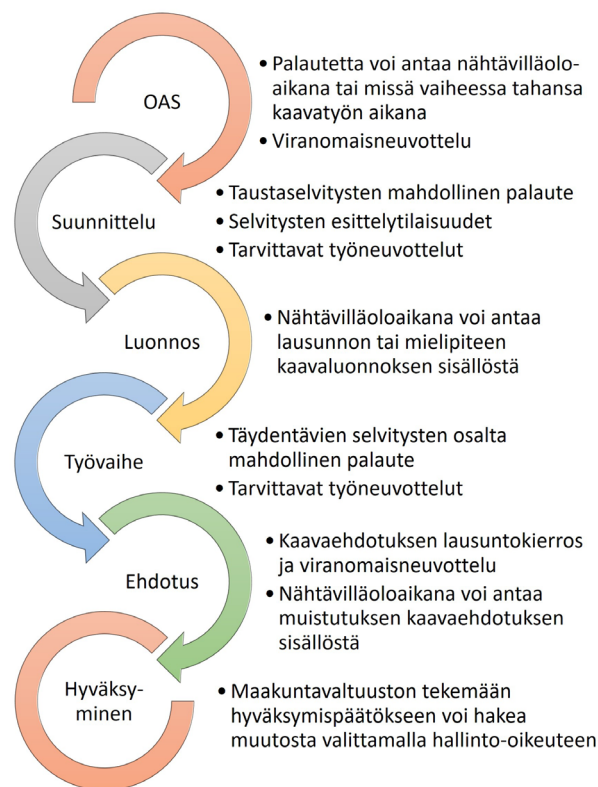 OAS
• Palautetta voi antaa nähtävilläolo-
aikana tai missä vaiheessa tahansa
kaavatyön aikana
• Viranomaisneuvottelu
Suunnittelu
• Taustaselvitysten mahdollinen palaute
• Selvitysten esittelytilaisuudet
• Tarvittavat työneuvottelut
Luonnos
• Nähtävilläoloaikana voi antaa
lausunnon tai mielipiteen
kaavaluonnoksen sisällöstä
Työvaihe
• Täydentävien selvitysten osalta
mahdollinen palaute
• Tarvittavat työneuvottelut
Ehdotus
• Kaavaehdotuksen lausuntokierros
ja viranomaisneuvottelu
• Nähtävilläoloaikana voi antaa
muistutuksen kaavaehdotuksen
sisällöstä
Hyväksy-
minen
• Maakuntavaltuuston tekemään
hyväksymispäätökseen voi hakea
muutosta valittamalla hallinto-oikeuteen